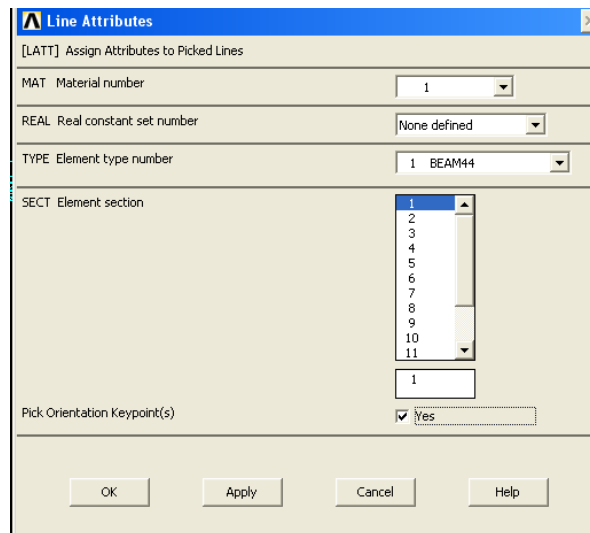 Line Attributes
[LATT] Assign Attributes to Picked Lines
MAT Material number 1
REAL Real constant set number None defined
TYPE Element type number 1 BEAM44
SECT Element section
1
2
3
4
5
6
7
8
9
10
11
1
Pick Orientation Keypoint(s) Yes
OK Apply Cancel Help